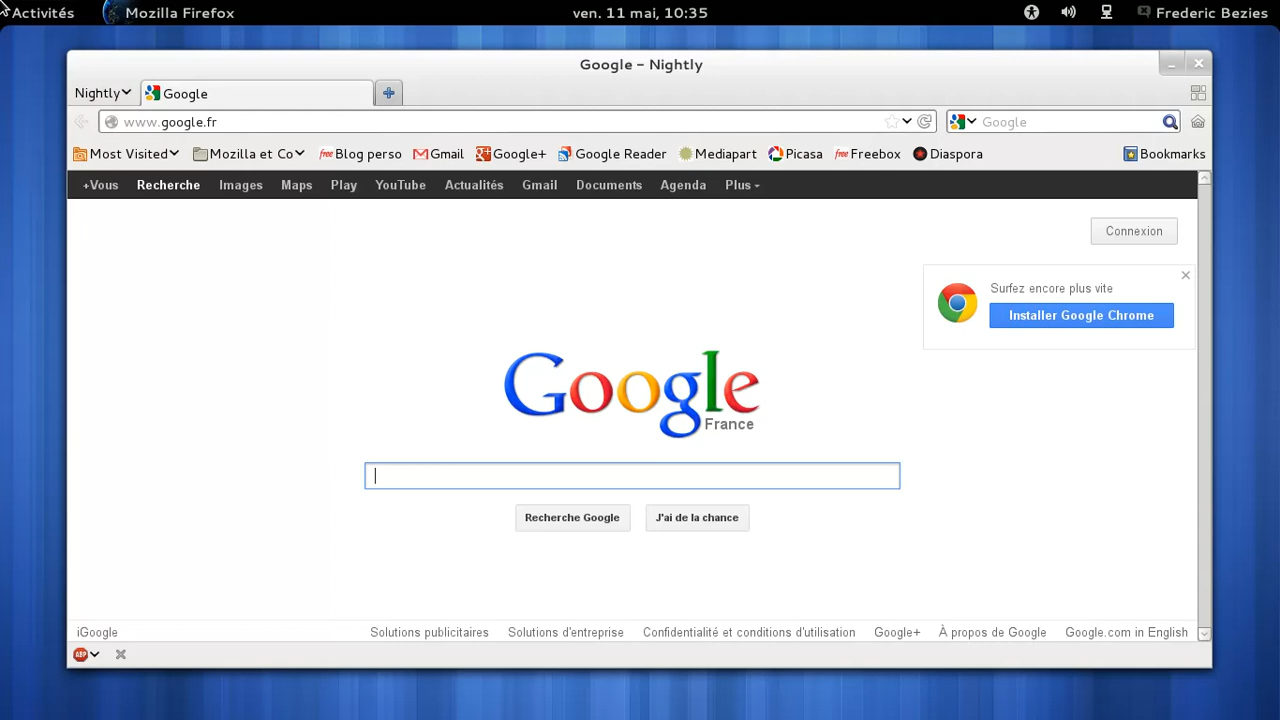 Activités Mozilla Firefox ven. 11 mai, 10:35 Frederic Bezies
Google - Nightly
Nightly Google
www.google.fr Google
Most Visited Mozilla et Co free Blog perso Gmail Google+ Google Reader Mediapart Picasa free Freebox Diaspora Bookmarks
+Vous Recherche Images Maps Play YouTube Actualités Gmail Documents Agenda Plus
Connexion
Surfez encore plus vite
Installer Google Chrome
Google
France
Recherche Google J'ai de la chance
iGoogle Solutions publicitaires Solutions d'entreprise Confidentialité et conditions d'utilisation Google+ À propos de Google Google.com in English
ABP